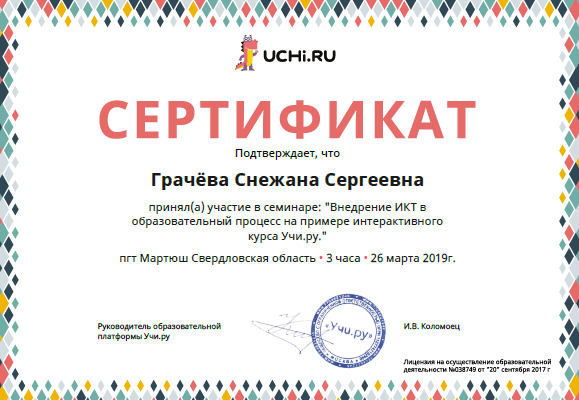 UCHi.RU
СЕРТИФИКАТ
Подтверждает, что
Грачёва Снежана Сергеевна
принял(а) участие в семинаре: "Внедрение ИКТ в
образовательный процесс на примере интерактивного
курса Учи.ру."
пгт Мартюш Свердловская область • 3 часа • 26 марта 2019г.
Руководитель образовательной
платформы Учи.ру
«Учи.ру»
И.В. Коломоец
Лицензия на осуществление образовательной
деятельности №038749 от "20" сентября 2017 г